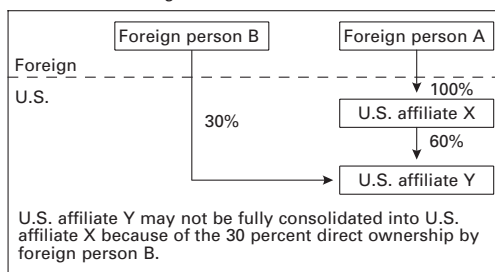 Foreign person B
Foreign person A
Foreign
U.S.
100%
U.S. affiliate X
30%
60%
U.S. affiliate Y
U.S. affiliate Y may not be fully consolidated into U.S.
affiliate X because of the 30 percent direct ownership by
foreign person B.